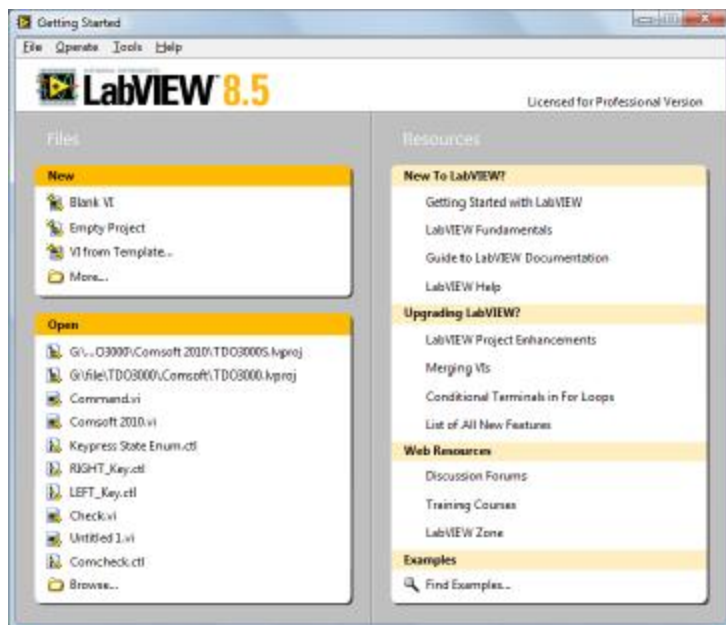 Getting Started
File Operate Tools Help
NATIONAL INSTRUMENTS
LabVIEW 8.5
Licensed for Professional Version
Files
New
Blank VI
Empty Project
VI from Template...
More...
Open
G:\...O3000\Comsoft 2010\TDO3000S.lvproj
G:\file\TDO3000\Comsoft\TDO3000.lvproj
Command.vi
Comsoft 2010.vi
Keypress State Enum.ctl
RIGHT_Key.ctl
LEFT_Key.ctl
Check.vi
Untitled 1.vi
Comcheck.ctl
Browse...
Resources
New To LabVIEW?
Getting Started with LabVIEW
LabVIEW Fundamentals
Guide to LabVIEW Documentation
LabVIEW Help
Upgrading LabVIEW?
LabVIEW Project Enhancements
Merging VIs
Conditional Terminals in For Loops
List of All New Features
Web Resources
Discussion Forums
Training Courses
LabVIEW Zone
Examples
Find Examples...